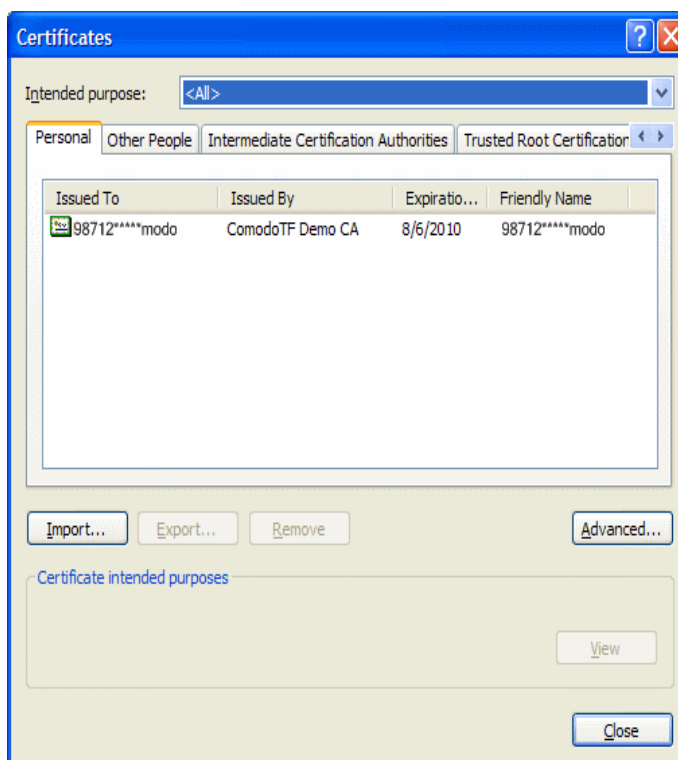 Certificates
Intended purpose: <All>
Personal Other People Intermediate Certification Authorities Trusted Root Certification
Issued To Issued By Expiratio... Friendly Name
98712*****modo ComodoTF Demo CA 8/6/2010 98712*****modo
Import... Export... Remove Advanced...
Certificate intended purposes
View
Close